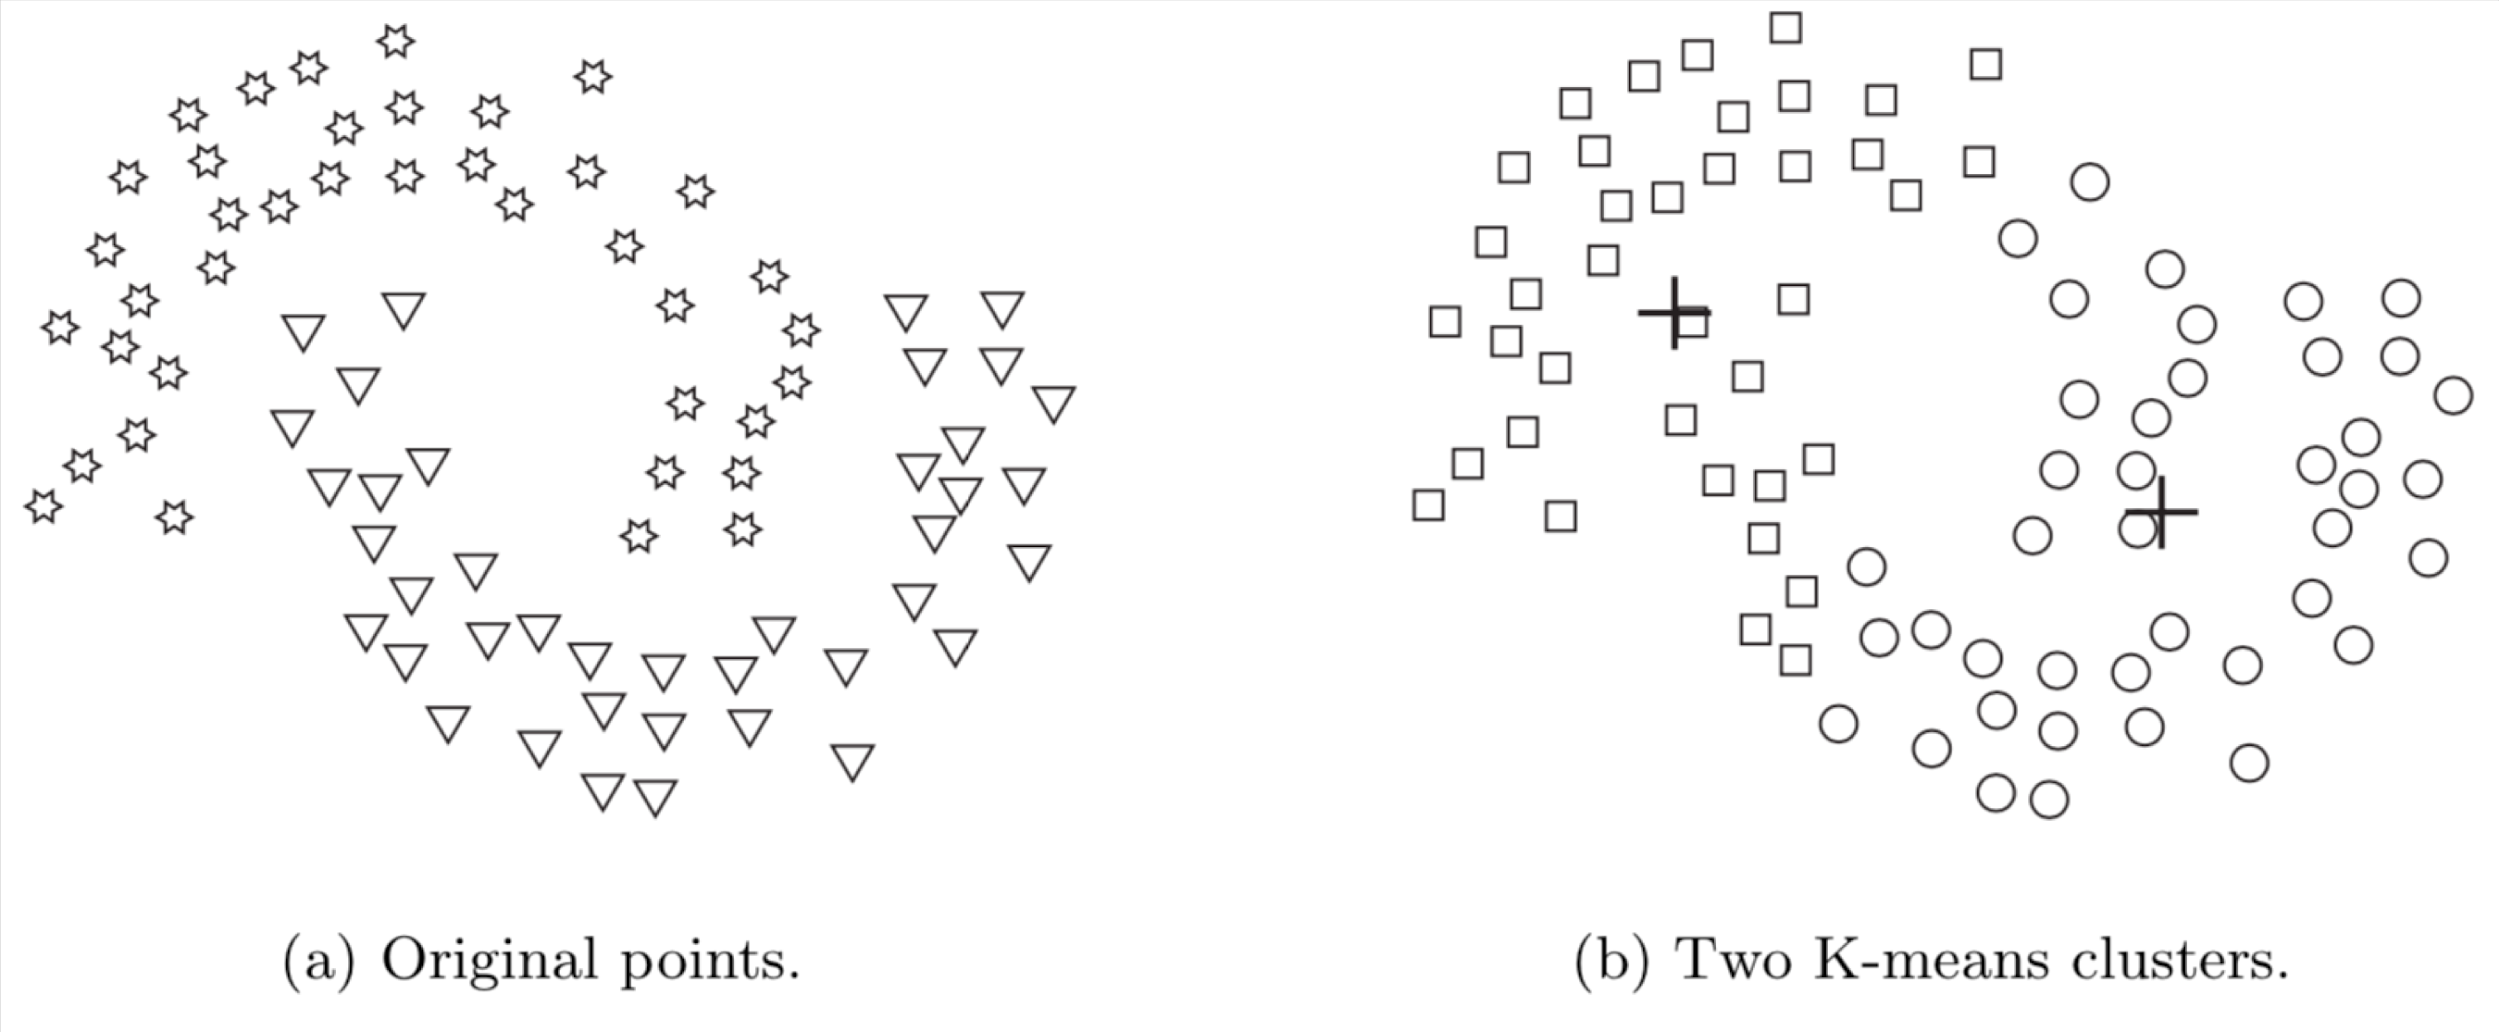 (a) Original points.
(b) Two K-means clusters.